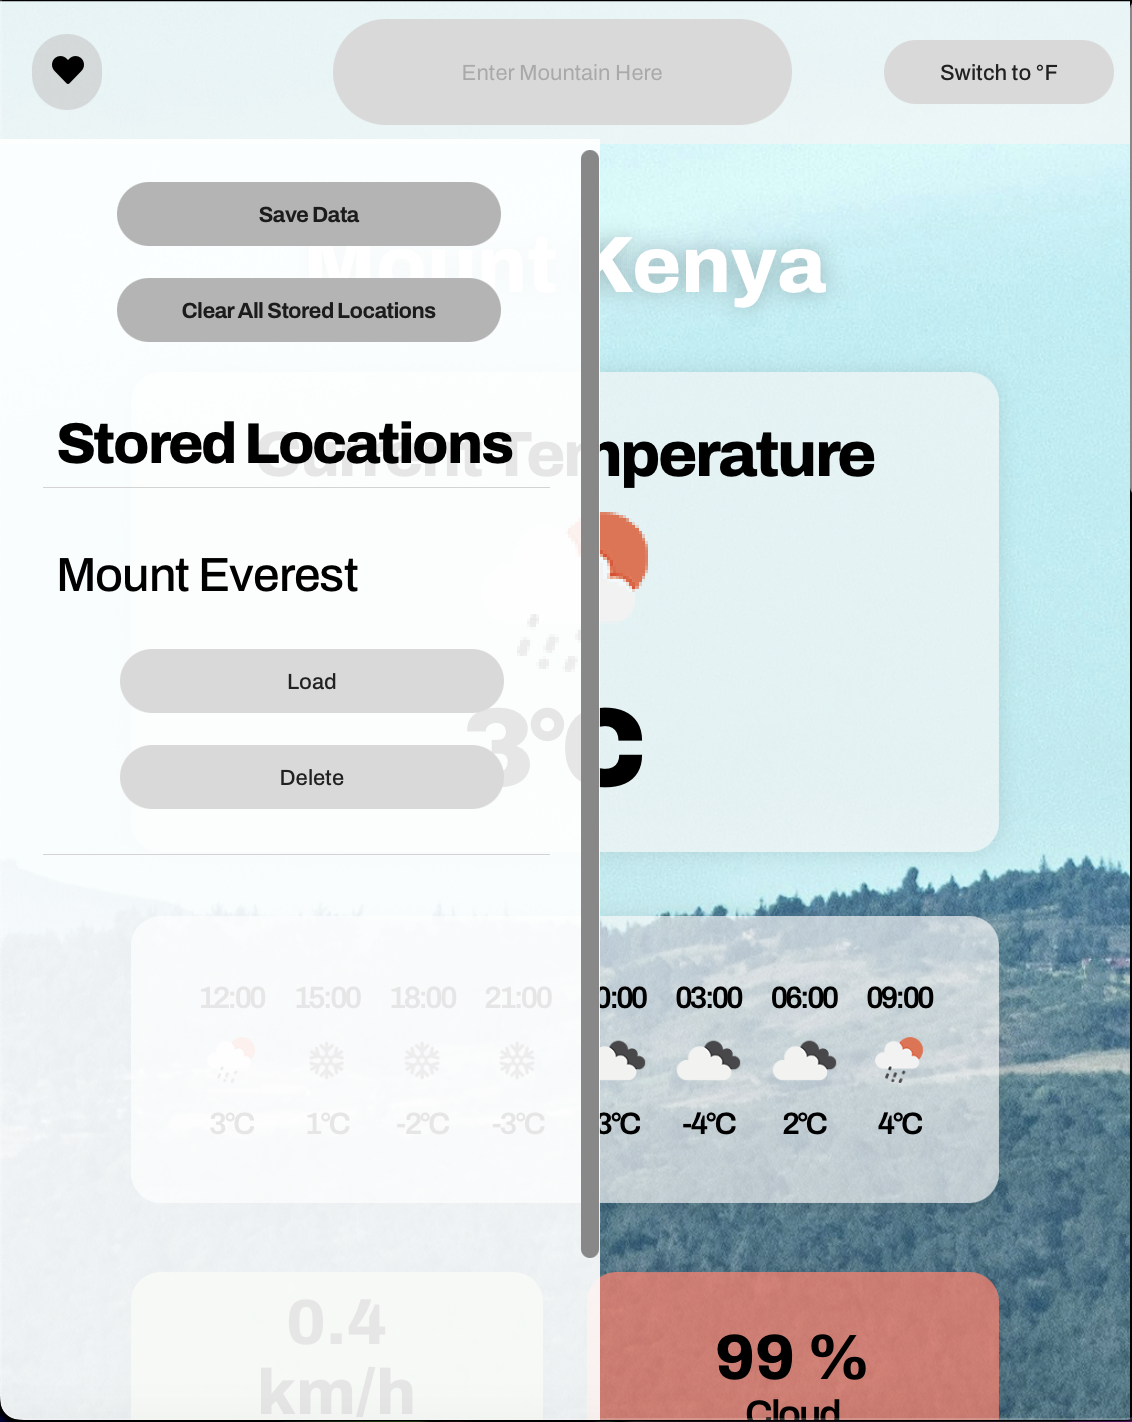 Enter Mountain Here
Switch to °F
Save Data
Mount Kenya
Clear All Stored Locations
Stored Locations
Current Temperature
Mount Everest
Load
3°C
Delete
12:00 15:00 18:00 21:00 0:00 03:00 06:00 09:00
3°C 1°C -2°C -3°C 3°C -4°C 2°C 4°C
0.4
km/h
99 %
Cloud